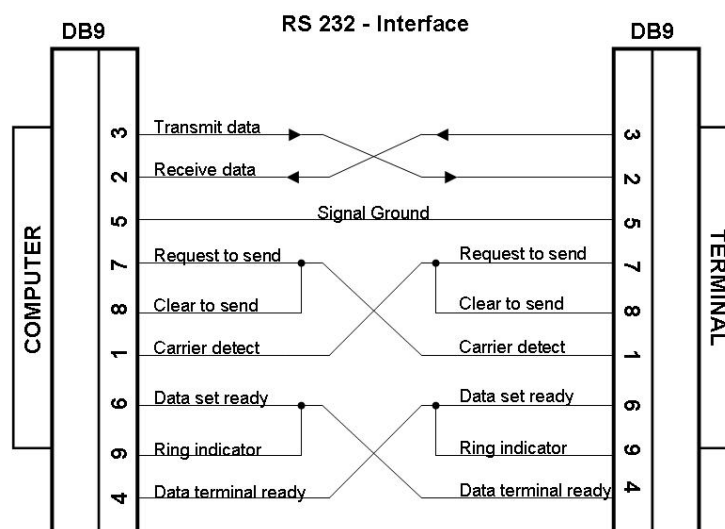 RS 232 - Interface
DB9
DB9
COMPUTER
TERMINAL
3 Transmit data 3
2 Receive data 2
5 Signal Ground 5
7 Request to send Request to send 7
8 Clear to send Clear to send 8
1 Carrier detect Carrier detect 1
6 Data set ready Data set ready 6
9 Ring indicator Ring indicator 9
4 Data terminal ready Data terminal ready 4